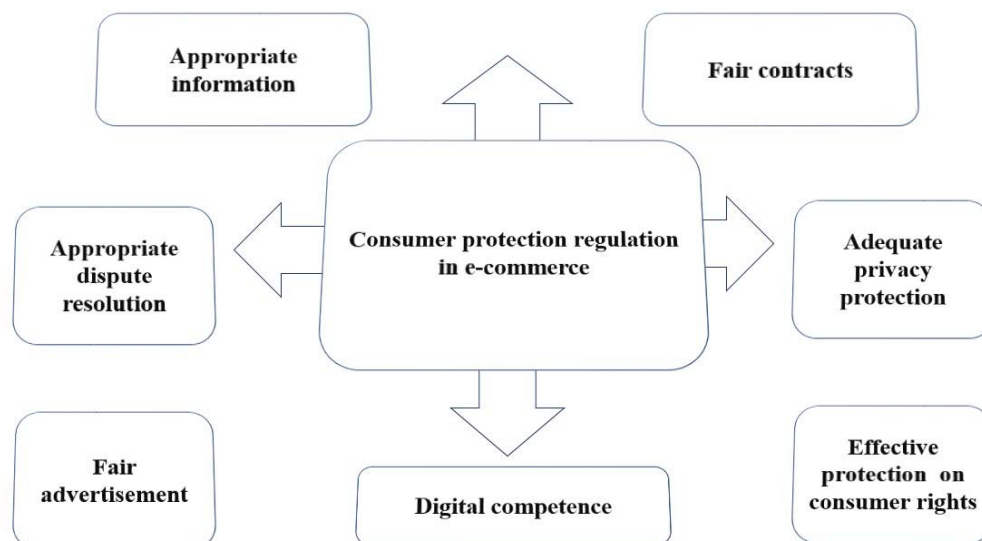 Appropriate
information
Fair contracts
Consumer protection regulation
in e-commerce
Appropriate
dispute
resolution
Adequate
privacy
protection
Fair
advertisement
Digital competence
Effective
protection on
consumer rights